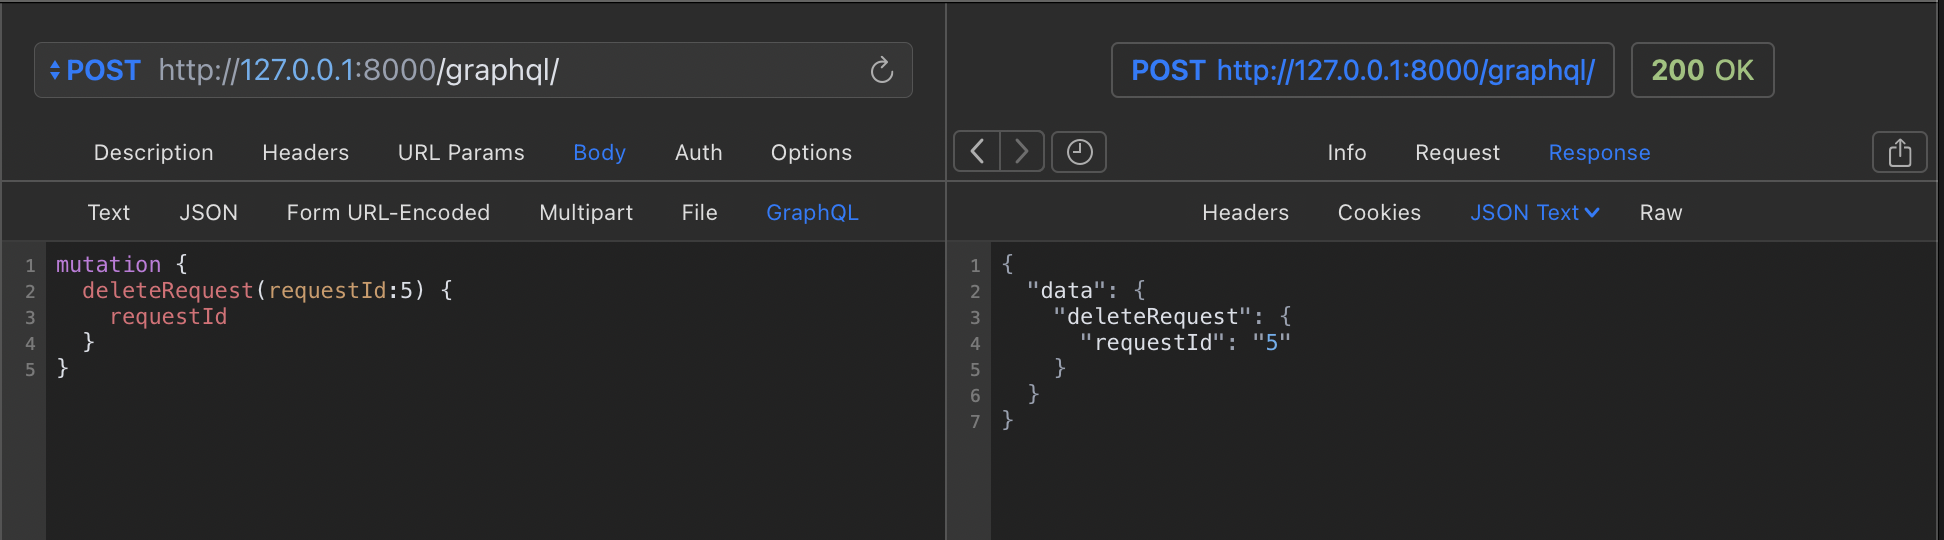 POST http://127.0.0.1:8000/graphql/
Description Headers URL Params Body Auth Options
Text JSON Form URL-Encoded Multipart File GraphQL
1 mutation {
2   deleteRequest(requestId:5) {
3     requestId
4   }
5 }
POST http://127.0.0.1:8000/graphql/ 200 OK
Info Request Response
Headers Cookies JSON Text Raw
1 {
2   "data": {
3     "deleteRequest": {
4       "requestId": "5"
5     }
6   }
7 }